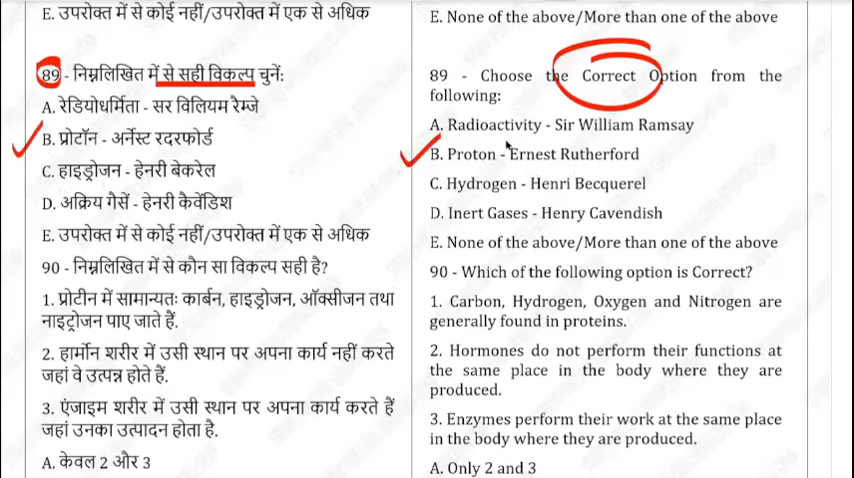 E. उपरोक्त में से कोई नहीं/उपरोक्त में एक से अधिक
89 - निम्नलिखित में से सही विकल्प चुनें:
A. रेडियोधर्मिता - सर विलियम रैम्जे
B. प्रोटॉन - अर्नेस्ट रदरफोर्ड
C. हाइड्रोजन - हेनरी बेकरेल
D. अक्रिय गैसें - हेनरी कैवेंडिश
E. उपरोक्त में से कोई नहीं/उपरोक्त में एक से अधिक
90 - निम्नलिखित में से कौन सा विकल्प सही है?
1. प्रोटीन में सामान्यतः कार्बन, हाइड्रोजन, ऑक्सीजन तथा
नाइट्रोजन पाए जाते हैं.
2. हार्मोन शरीर में उसी स्थान पर अपना कार्य नहीं करते
जहां वे उत्पन्न होते हैं.
3. एंजाइम शरीर में उसी स्थान पर अपना कार्य करते हैं
जहां उनका उत्पादन होता है.
A. केवल 2 और 3
E. None of the above/More than one of the above
89 - Choose the Correct Option from the
following:
A. Radioactivity - Sir William Ramsay
B. Proton - Ernest Rutherford
C. Hydrogen - Henri Becquerel
D. Inert Gases - Henry Cavendish
E. None of the above/More than one of the above
90 - Which of the following option is Correct?
1. Carbon, Hydrogen, Oxygen and Nitrogen are
generally found in proteins.
2. Hormones do not perform their functions at
the same place in the body where they are
produced.
3. Enzymes perform their work at the same place
in the body where they are produced.
A. Only 2 and 3